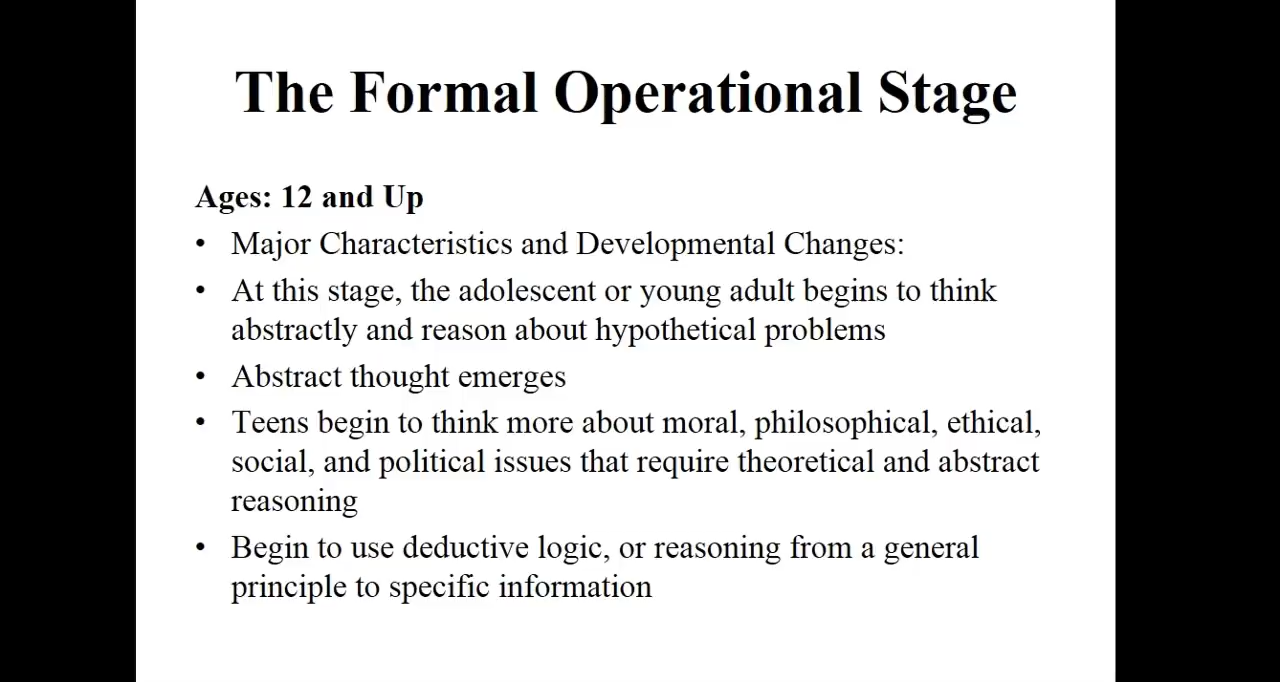 The Formal Operational Stage
Ages: 12 and Up
• Major Characteristics and Developmental Changes:
• At this stage, the adolescent or young adult begins to think
abstractly and reason about hypothetical problems
• Abstract thought emerges
• Teens begin to think more about moral, philosophical, ethical,
social, and political issues that require theoretical and abstract
reasoning
• Begin to use deductive logic, or reasoning from a general
principle to specific information